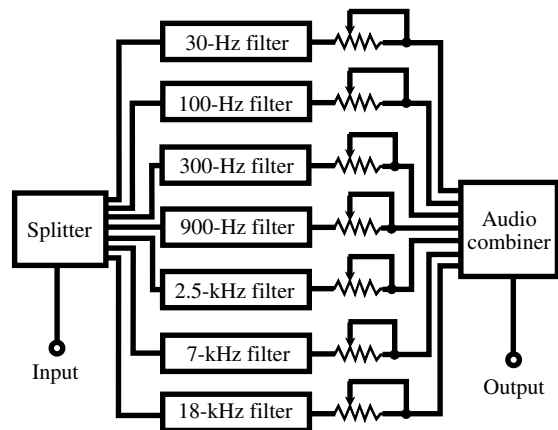 30-Hz filter
100-Hz filter
300-Hz filter
Splitter
900-Hz filter
Audio
combiner
2.5-kHz filter
7-kHz filter
Input
Output
18-kHz filter